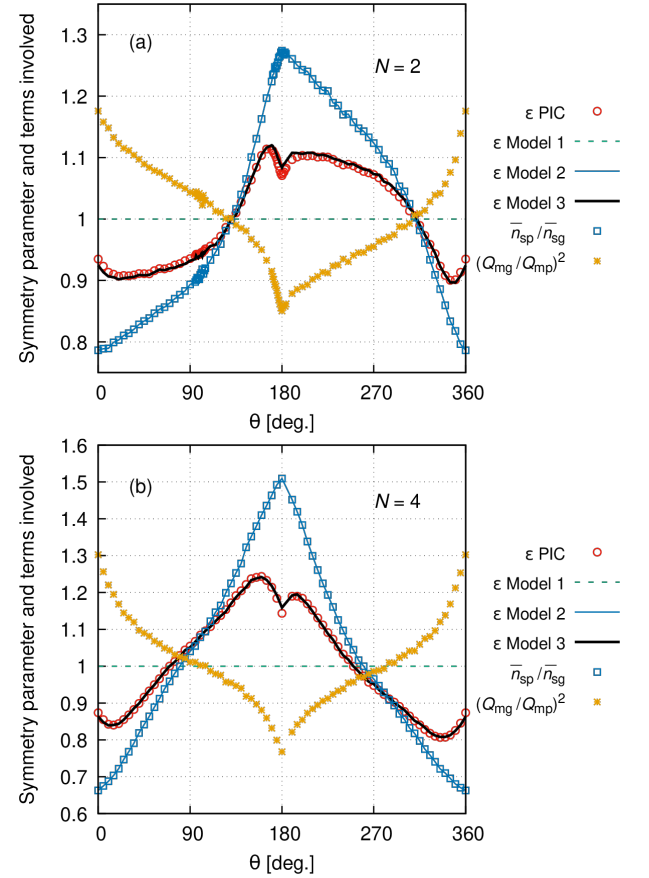 Symmetry parameter and terms involved
1.3
1.2
1.1
1
0.9
0.8
(a)
N = 2
0 90 180 270 360
θ [deg.]
ε PIC
ε Model 1
ε Model 2
ε Model 3
n̅sp/n̅sg
(Qmg/Qmp)²
Symmetry parameter and terms involved
1.6
1.5
1.4
1.3
1.2
1.1
1
0.9
0.8
0.7
0.6
(b)
N = 4
0 90 180 270 360
θ [deg.]
ε PIC
ε Model 1
ε Model 2
ε Model 3
n̅sp/n̅sg
(Qmg/Qmp)²